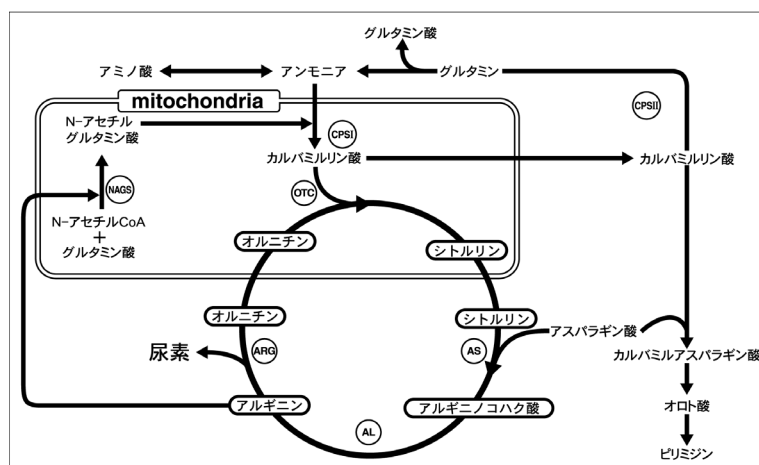 グルタミン酸
アミノ酸
アンモニア
グルタミン
mitochondria
CPSII
N−アセチル
グルタミン酸
CPSI
カルバミルリン酸
カルバミルリン酸
NAGS
OTC
N−アセチルCoA
+
グルタミン酸
オルニチン
シトルリン
オルニチン
シトルリン
アスパラギン酸
尿素
ARG
AS
カルバミルアスパラギン酸
アルギニン
アルギニノコハク酸
オロト酸
AL
ピリミジン